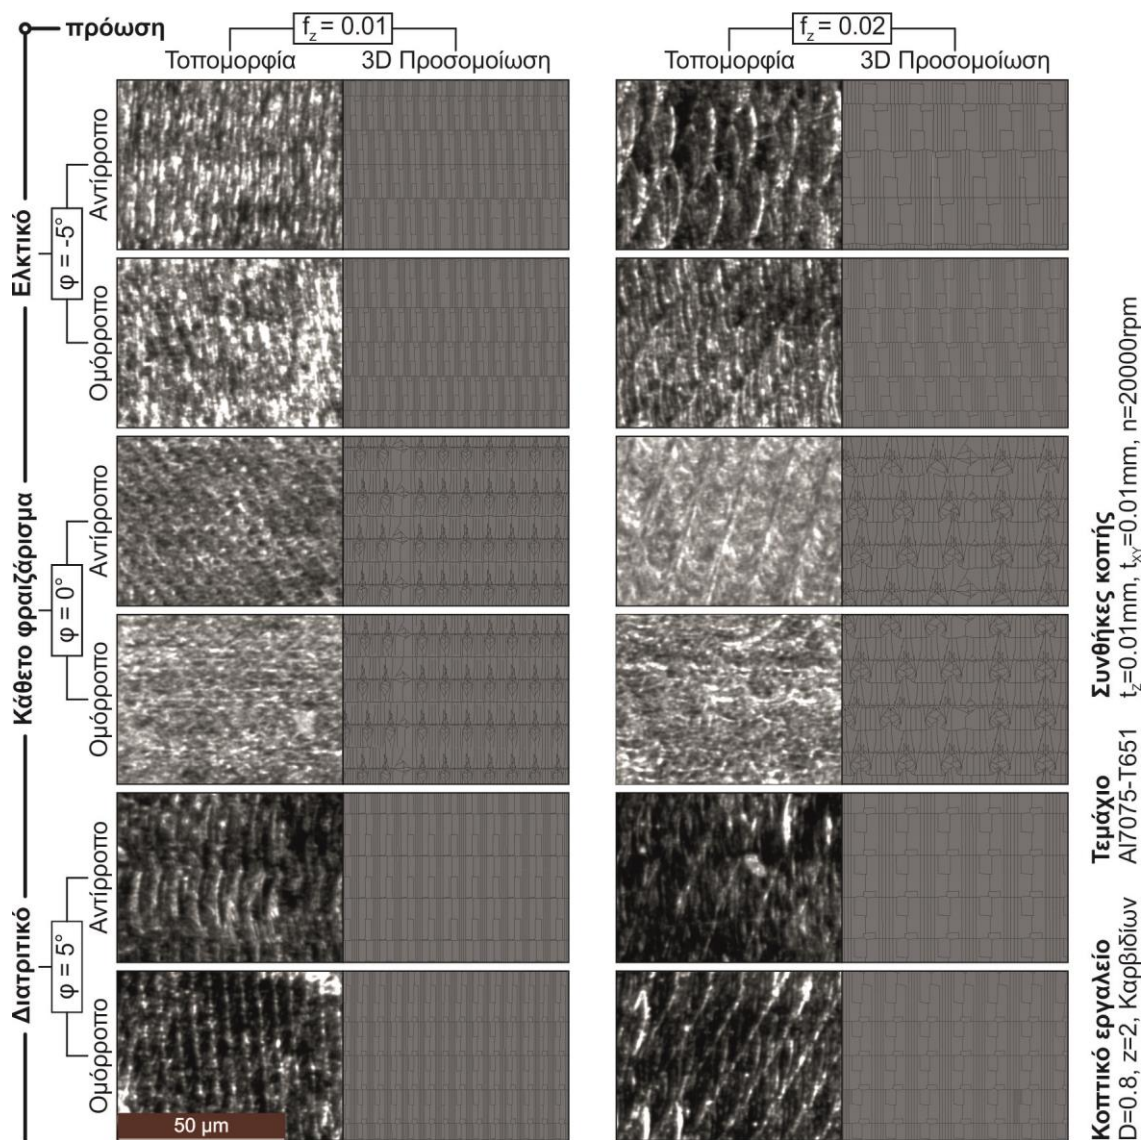 πρόωση
f_z = 0.01
f_z = 0.02
Τοπομορφία
3D Προσομοίωση
Τοπομορφία
3D Προσομοίωση
Ελκτικό
φ = -5°
Αντίρροπο
Ομόρροπο
Κάθετο φραιζάρισμα
φ = 0°
Αντίρροπο
Ομόρροπο
Διατριτικό
φ = 5°
Αντίρροπο
Ομόρροπο
50 μm
Κοπτικό εργαλείο
D=0.8, z=2, Καρβιδίων
Τεμάχιο
Al7075-T651
Συνθήκες κοπής
t_z=0.01mm, t_xy=0.01mm, n=20000rpm